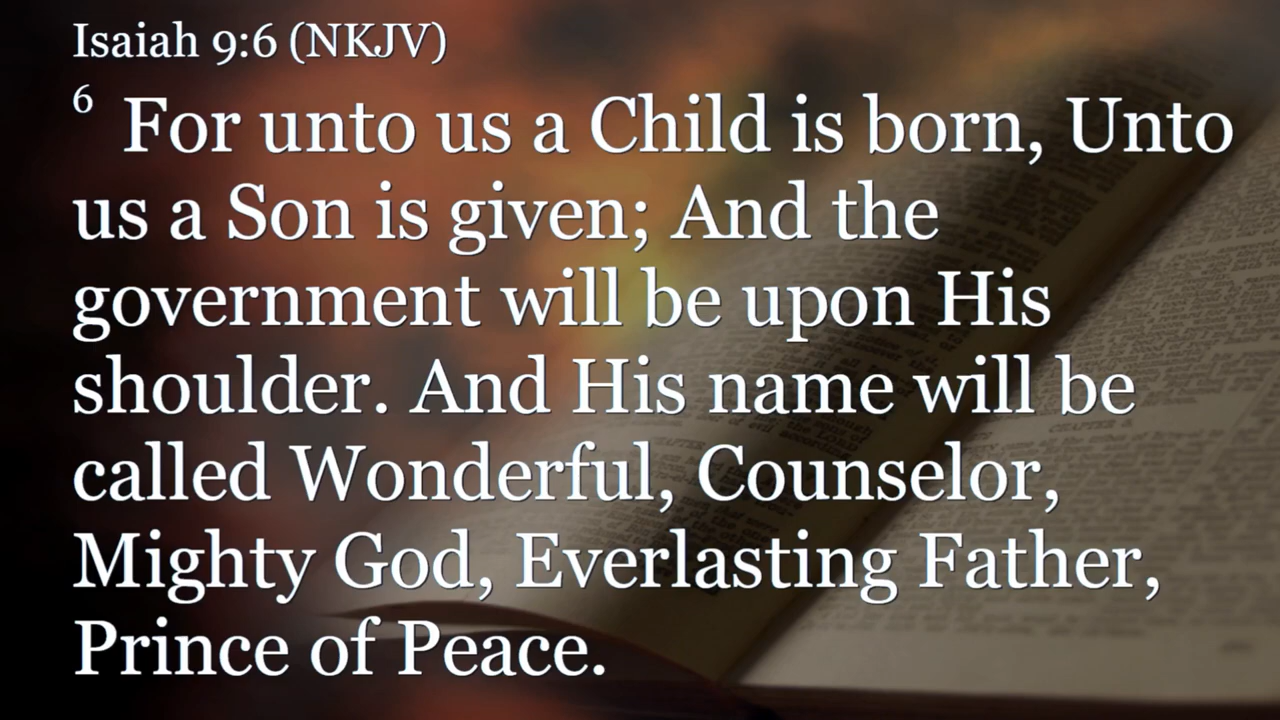 Isaiah 9:6 (NKJV)
6 For unto us a Child is born, Unto
us a Son is given; And the
government will be upon His
shoulder. And His name will be
called Wonderful, Counselor,
Mighty God, Everlasting Father,
Prince of Peace.